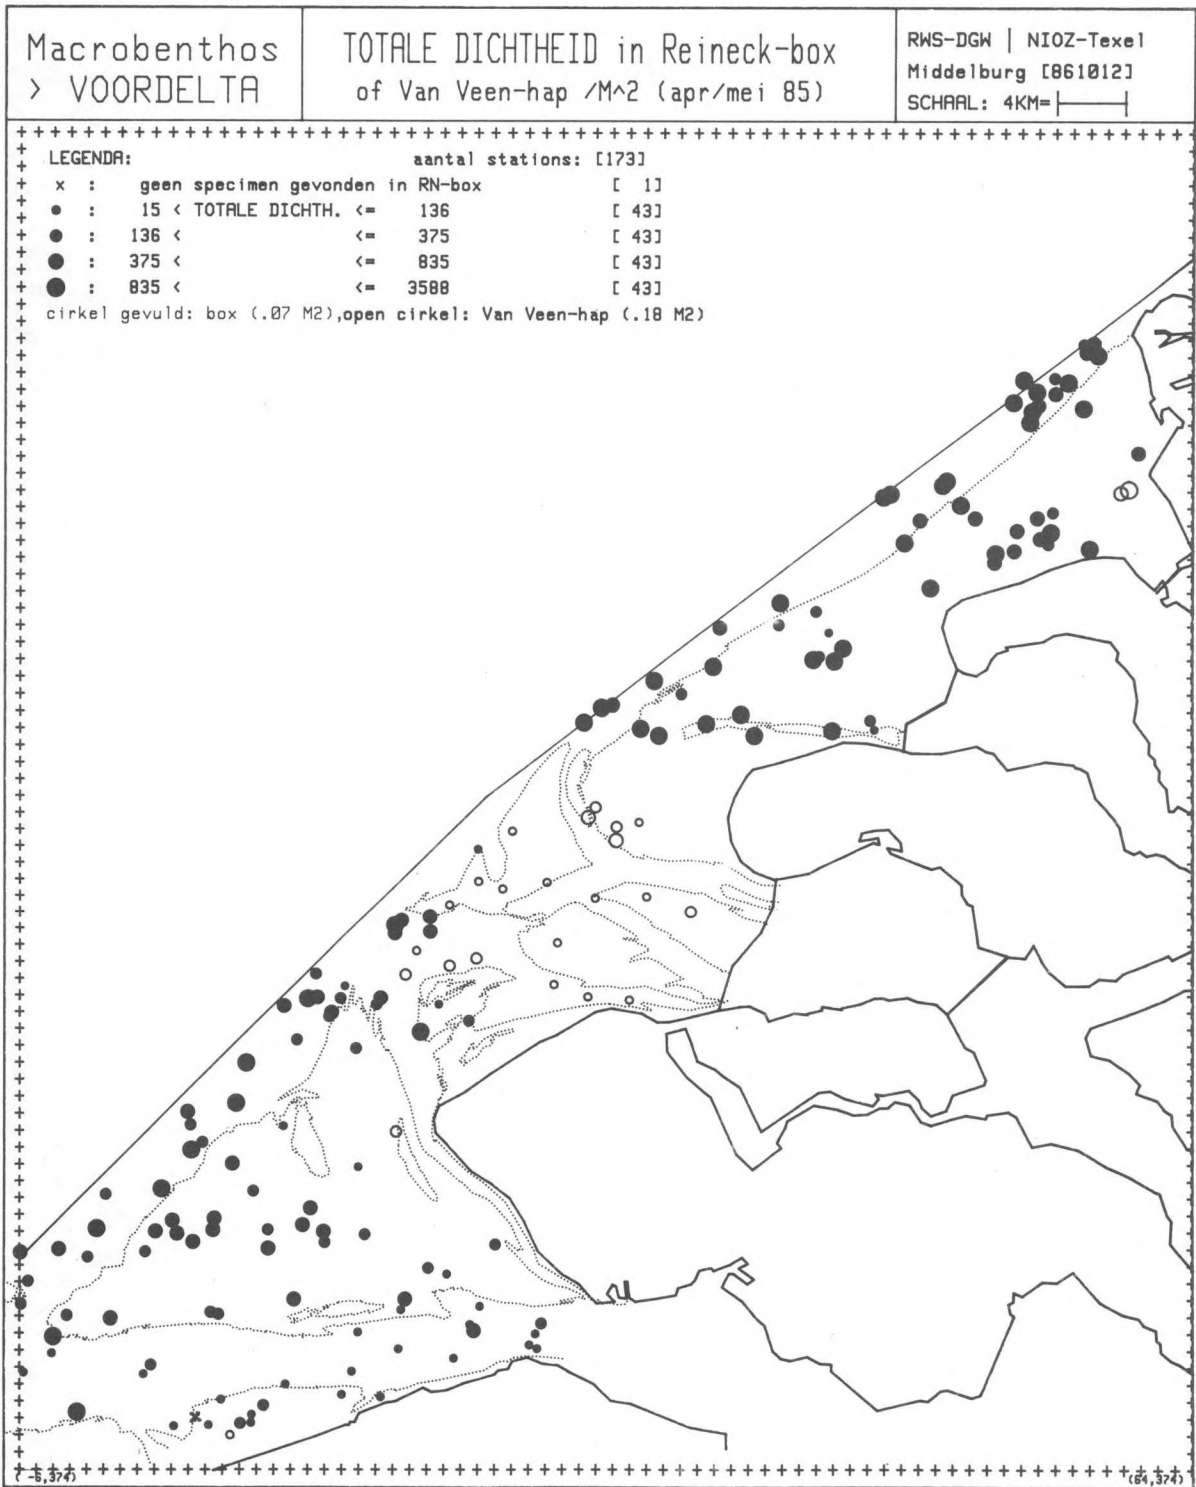 Macrobenthos
> VOORDELTA
TOTALE DICHTHEID in Reineck-box
of Van Veen-hap /M^2 (apr/mei 85)
RWS-DGW | NIOZ-Texel
Middelburg [861012]
SCHAAL: 4KM=
LEGENDA: aantal stations: [173]
x : geen specimen gevonden in RN-box [ 1]
● : 15 < TOTALE DICHTH. <= 136 [ 43]
● : 136 < <= 375 [ 43]
● : 375 < <= 835 [ 43]
● : 835 < <= 3588 [ 43]
cirkel gevuld: box (.07 M2),open cirkel: Van Veen-hap (.18 M2)
(-6,374) (64,374)